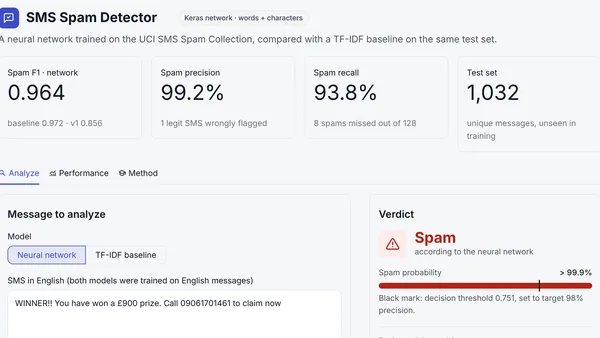 SMS Spam Detector
Keras network · words + characters
A neural network trained on the UCI SMS Spam Collection, compared with a TF-IDF baseline on the same test set.
Spam F1 · network
0.964
baseline 0.972 · v1 0.856
Spam precision
99.2%
1 legit SMS wrongly flagged
Spam recall
93.8%
8 spams missed out of 128
Test set
1,032
unique messages, unseen in
training
Analyze
Performance
Method
Message to analyze
Model
Neural network
TF-IDF baseline
SMS in English (both models were trained on English messages)
WINNER!! You have won a £900 prize. Call 09061701461 to claim now
Verdict
Spam
according to the neural network
Spam probability
> 99.9%
Black mark: decision threshold 0.751, set to target 98%
precision.